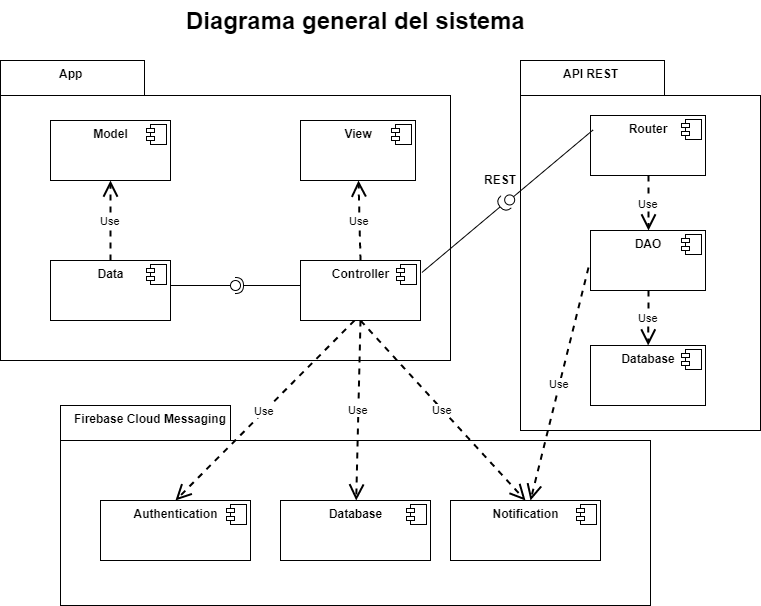 Diagrama general del sistema
App
API REST
Model
View
Router
REST
Use
Use
Use
Data
Controller
DAO
Use
Database
Use
Use
Use
Use
Firebase Cloud Messaging
Authentication
Database
Notification